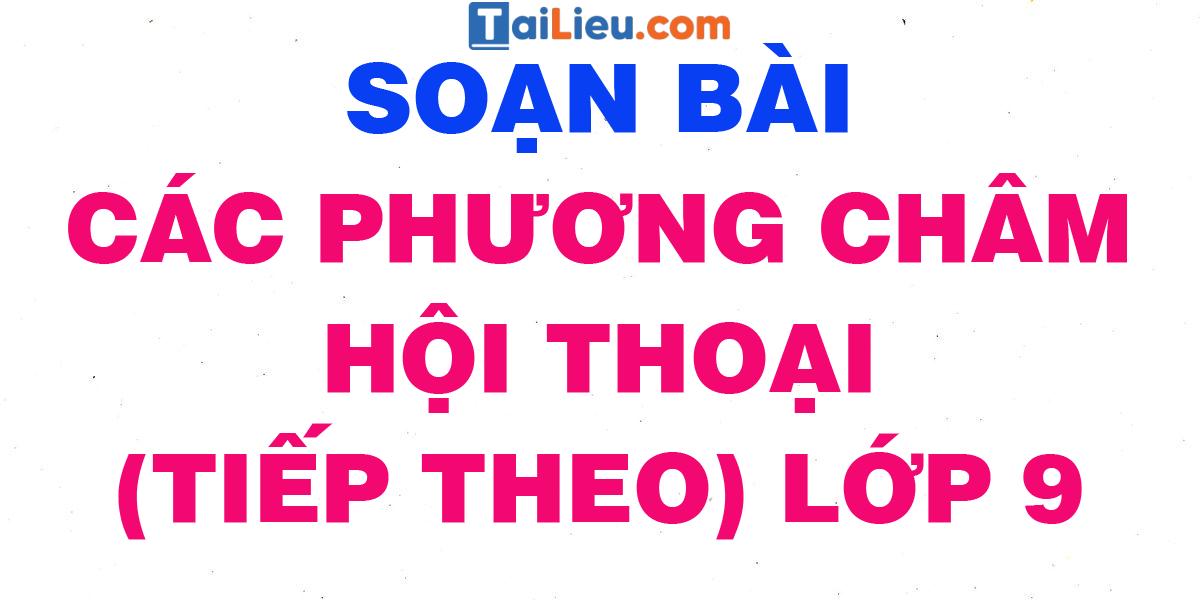 TaiLieu.com
SOẠN BÀI
CÁC PHƯƠNG CHÂM
HỘI THOẠI
(TIẾP THEO) LỚP 9